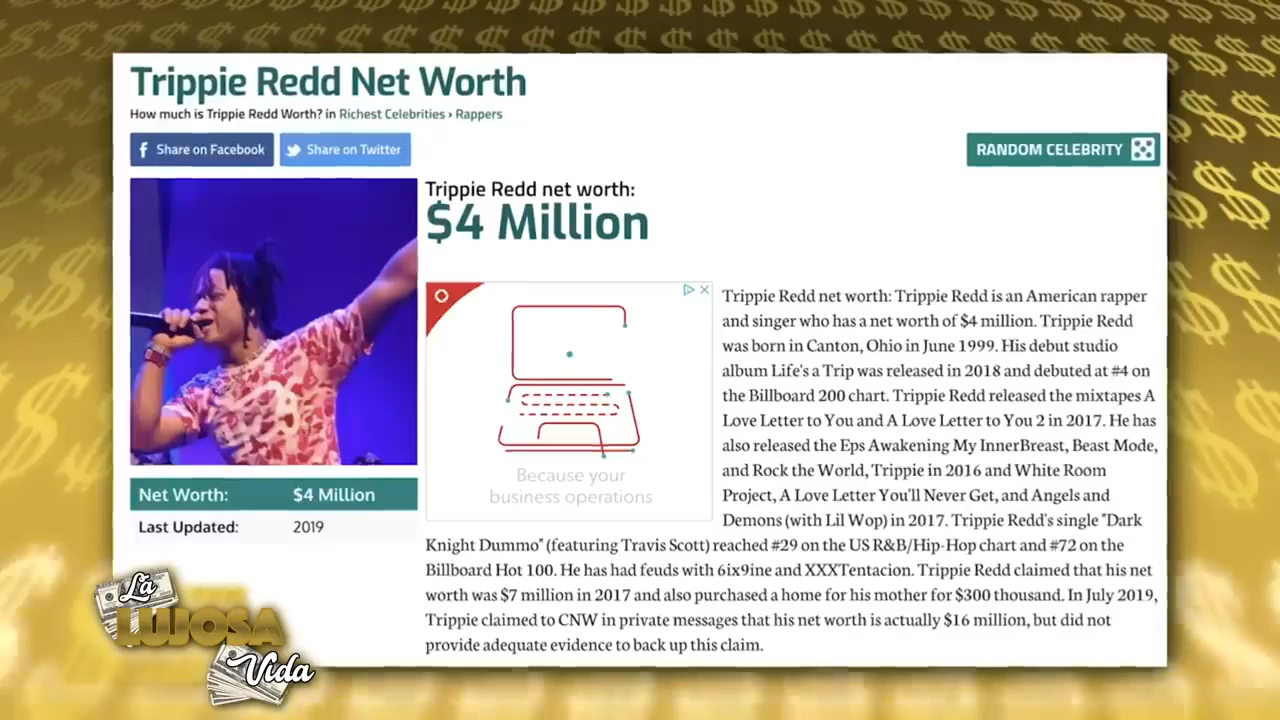 Trippie Redd Net Worth
How much is Trippie Redd Worth? in Richest Celebrities › Rappers
f Share on Facebook
Share on Twitter
RANDOM CELEBRITY
Trippie Redd net worth:
$4 Million
Because your
business operations
Net Worth: $4 Million
Last Updated: 2019
Trippie Redd net worth: Trippie Redd is an American rapper
and singer who has a net worth of $4 million. Trippie Redd
was born in Canton, Ohio in June 1999. His debut studio
album Life's a Trip was released in 2018 and debuted at #4 on
the Billboard 200 chart. Trippie Redd released the mixtapes A
Love Letter to You and A Love Letter to You 2 in 2017. He has
also released the Eps Awakening My InnerBreast, Beast Mode,
and Rock the World, Trippie in 2016 and White Room
Project, A Love Letter You'll Never Get, and Angels and
Demons (with Lil Wop) in 2017. Trippie Redd's single "Dark
Knight Dummo" (featuring Travis Scott) reached #29 on the US R&B/Hip-Hop chart and #72 on the
Billboard Hot 100. He has had feuds with 6ix9ine and XXXTentacion. Trippie Redd claimed that his net
worth was $7 million in 2017 and also purchased a home for his mother for $300 thousand. In July 2019,
Trippie claimed to CNW in private messages that his net worth is actually $16 million, but did not
provide adequate evidence to back up this claim.
La
LUJOSA
Vida